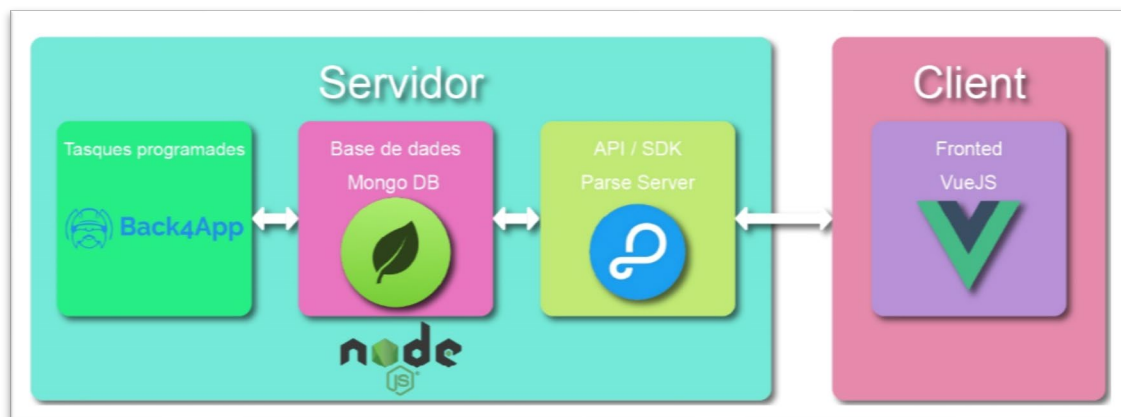 Servidor
Client
Tasques programades
Back4App
Base de dades
Mongo DB
API / SDK
Parse Server
Fronted
VueJS
node
JS